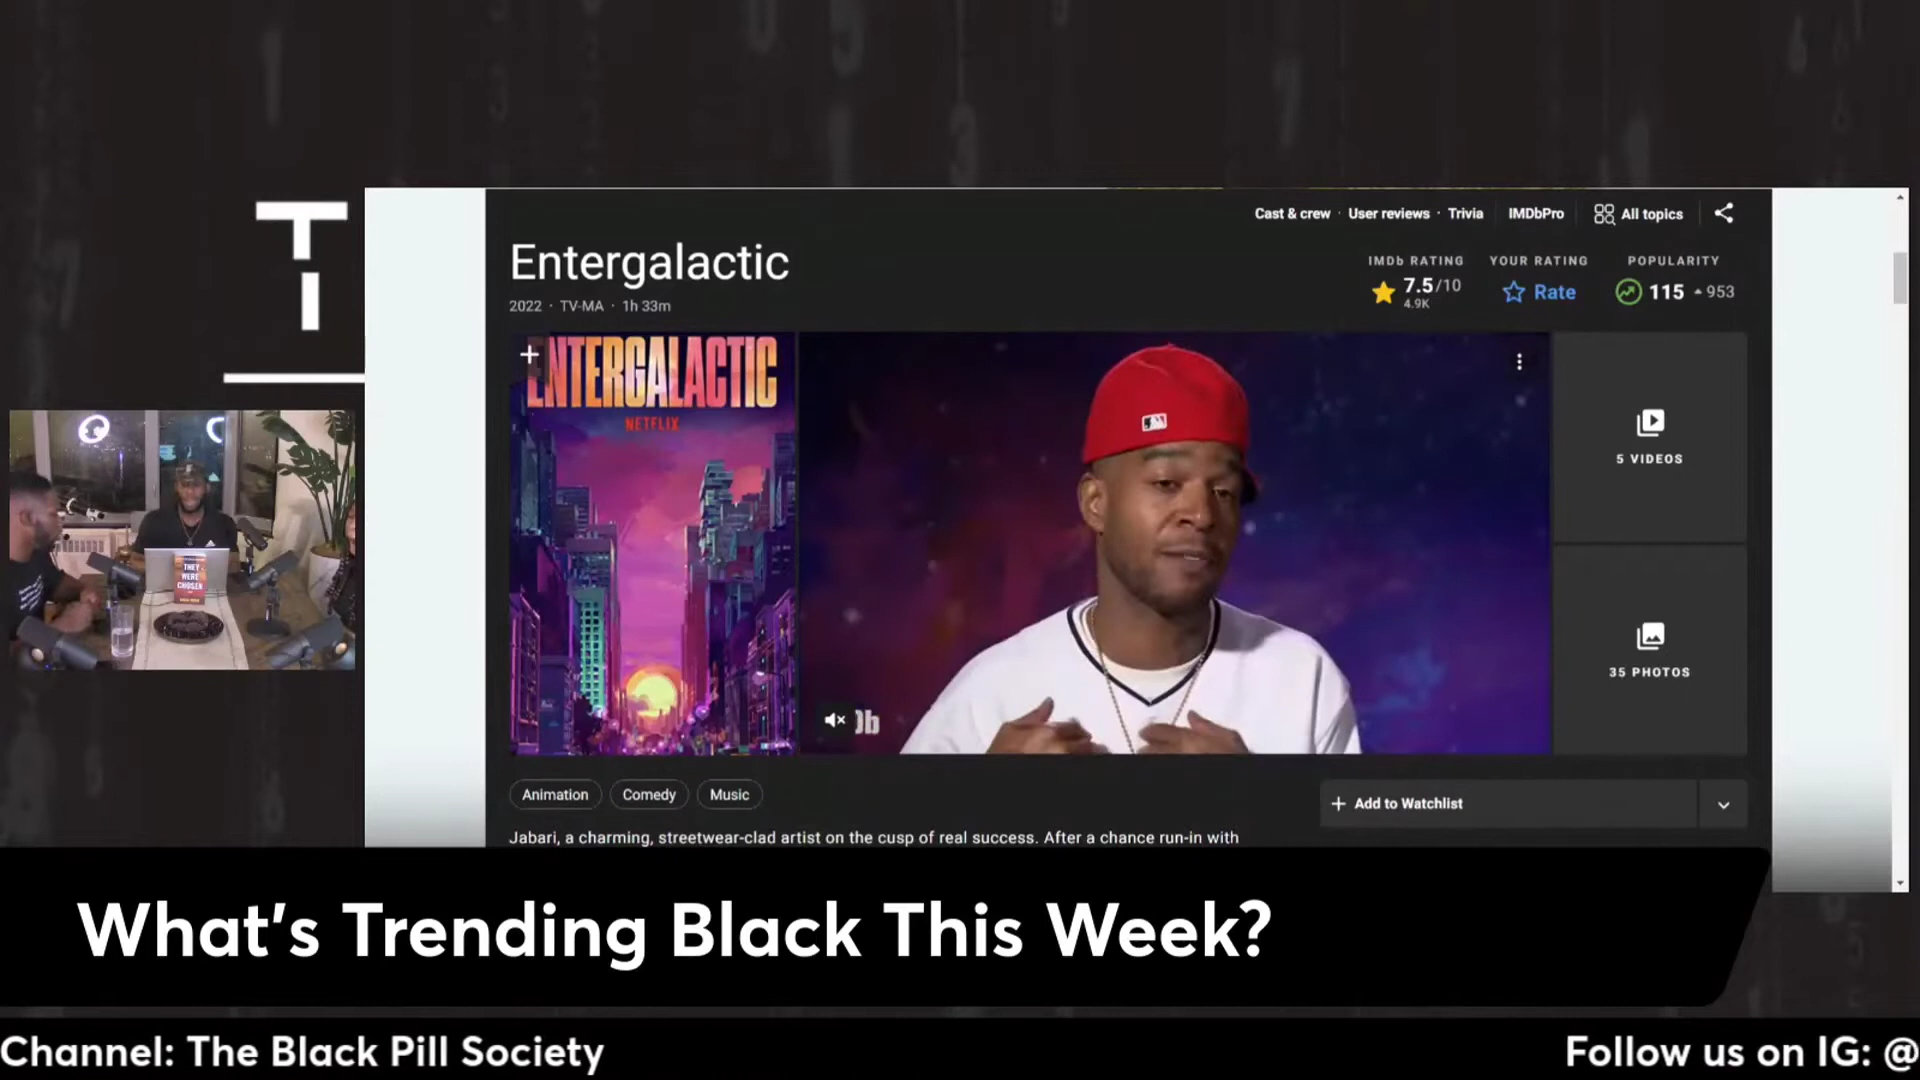 Cast & crew · User reviews · Trivia IMDbPro All topics
Entergalactic
IMDb RATING YOUR RATING POPULARITY
7.5/10 Rate 115 953
4.9K
2022 · TV-MA · 1h 33m
ENTERGALACTIC
NETFLIX
5 VIDEOS
35 PHOTOS
THEY
WERE
CHOSEN
Animation Comedy Music
+ Add to Watchlist
Jabari, a charming, streetwear-clad artist on the cusp of real success. After a chance run-in with
What's Trending Black This Week?
Channel: The Black Pill Society
Follow us on IG: @